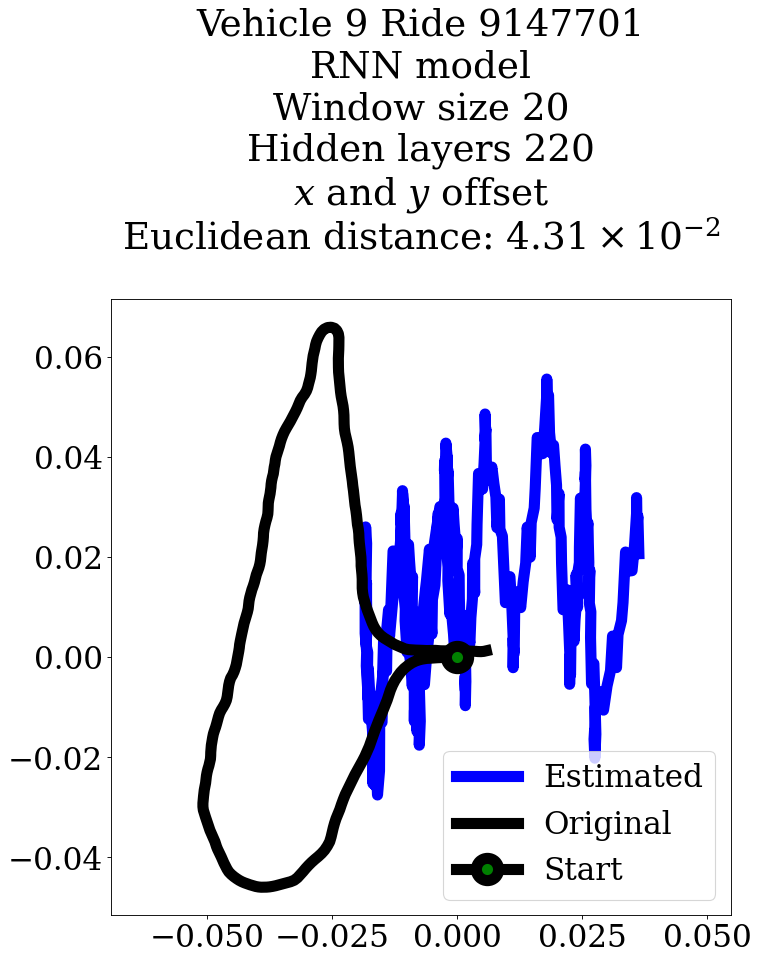 Vehicle 9 Ride 9147701
RNN model
Window size 20
Hidden layers 220
x and y offset
Euclidean distance: 4.31 × 10⁻²
0.06
0.04
0.02
0.00
−0.02
−0.04
Estimated
Original
Start
−0.050 −0.025 0.000 0.025 0.050